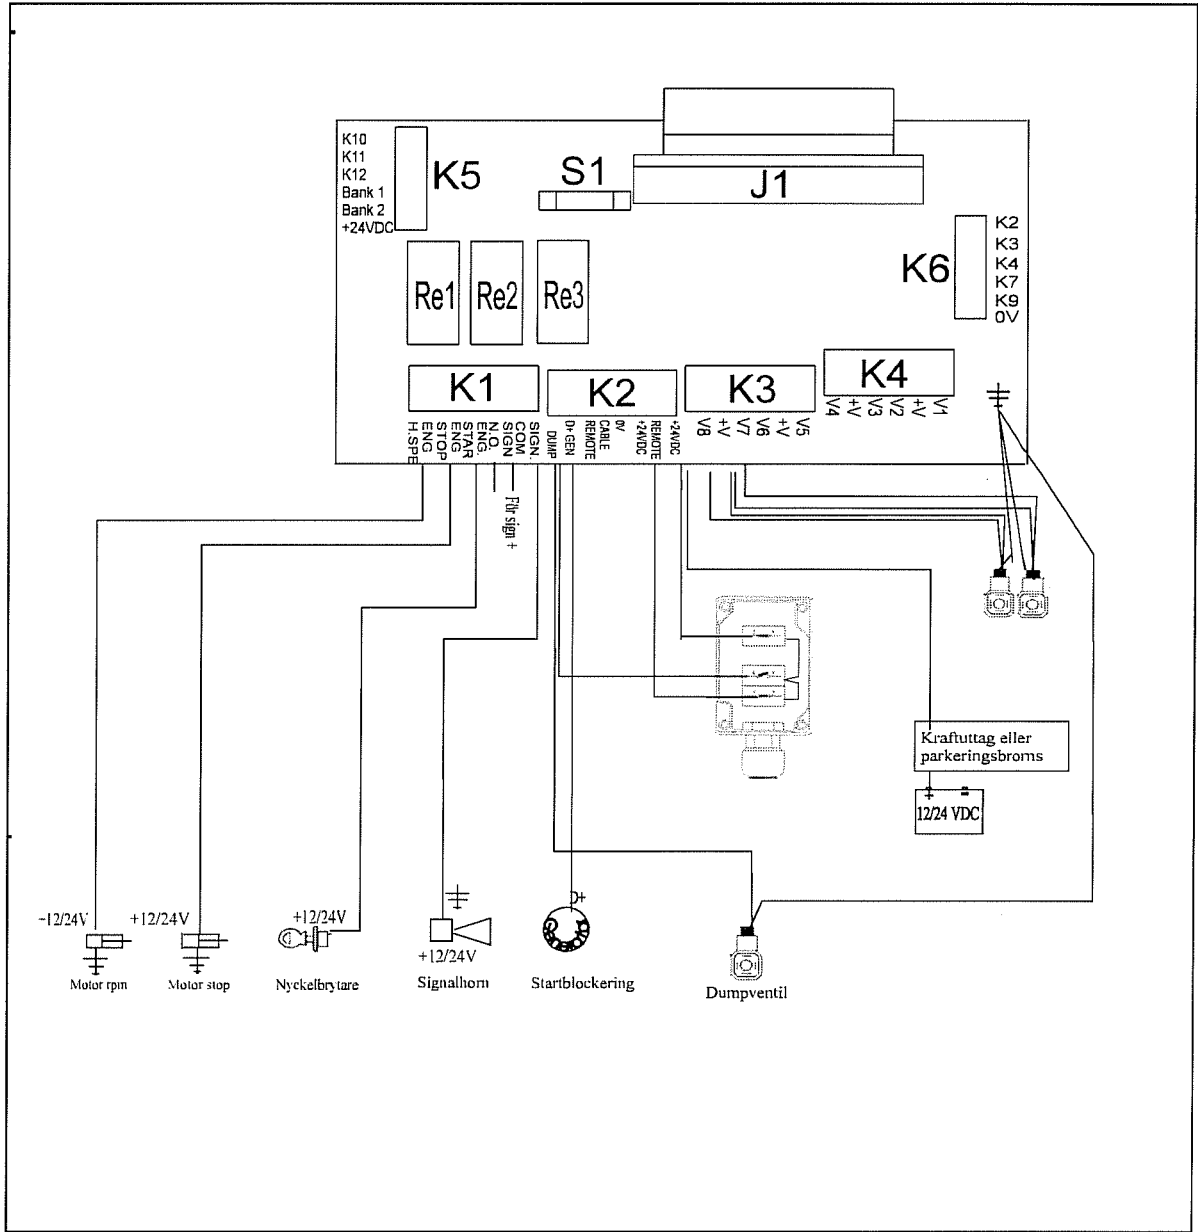 K10
K11
K12
Bank 1
Bank 2
+24VDC
K5
S1
J1
K6
K2
K3
K4
K7
K9
0V
Re1
Re2
Re3
K1
K2
K3
K4
H.SPE
ENG
STOP
ENG
STAR
ENG.
N.O.
SIGN
COM
SIGN.
DUMP
D+ GEN
REMOTE
CABLE
0V
+24VDC
REMOTE
+24VDC
V8
+V
V7
V6
+V
V5
V4
+V
V3
V2
+V
V1
För sign +
Kraftuttag eller
parkeringsbroms
12/24 VDC
-12/24V
Motor rpm
+12/24V
Motor stop
+12/24V
Nyckelbrytare
+12/24V
Signalhorn
D+
Startblockering
Dumpventil